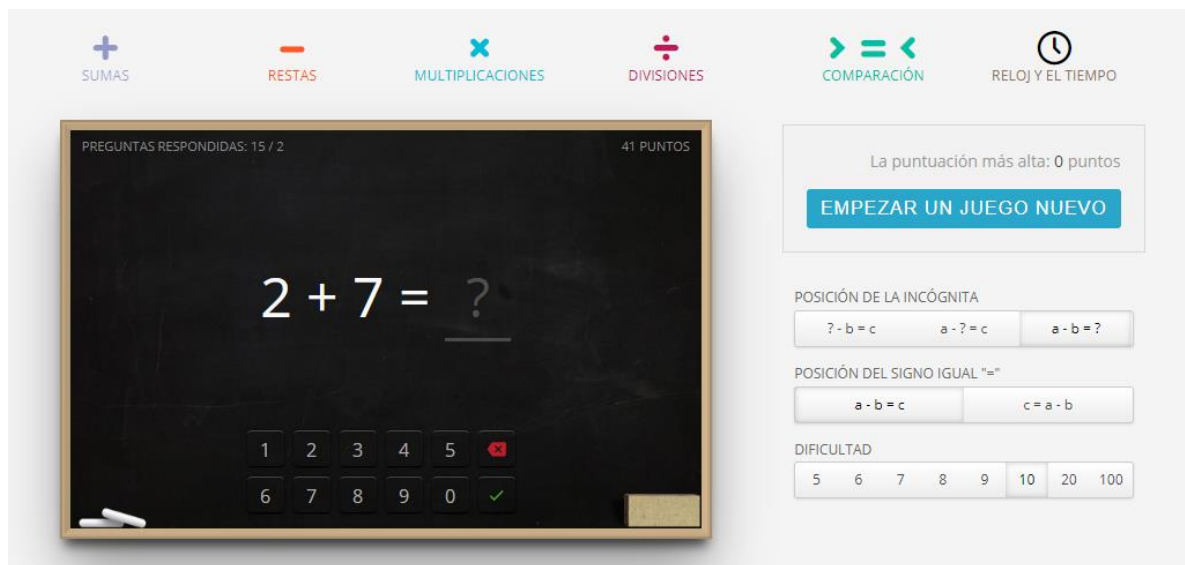 SUMAS
RESTAS
MULTIPLICACIONES
DIVISIONES
COMPARACIÓN
RELOJ Y EL TIEMPO
PREGUNTAS RESPONDIDAS: 15 / 2
41 PUNTOS
2 + 7 = ?
1 2 3 4 5
6 7 8 9 0
La puntuación más alta: 0 puntos
EMPEZAR UN JUEGO NUEVO
POSICIÓN DE LA INCÓGNITA
? - b = c a - ? = c a - b = ?
POSICIÓN DEL SIGNO IGUAL "="
a - b = c c = a - b
DIFICULTAD
5 6 7 8 9 10 20 100